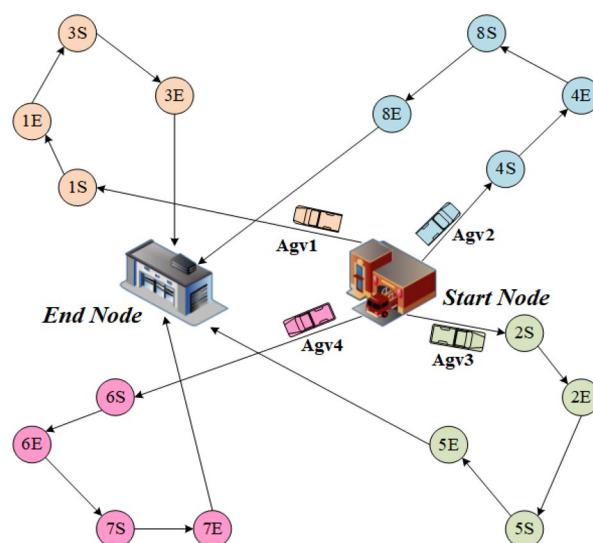 3S
8S
3E
4E
8E
1E
4S
1S
Agv1
Agv2
Start Node
End Node
2S
Agv4
Agv3
6S
2E
6E
5E
7S
7E
5S